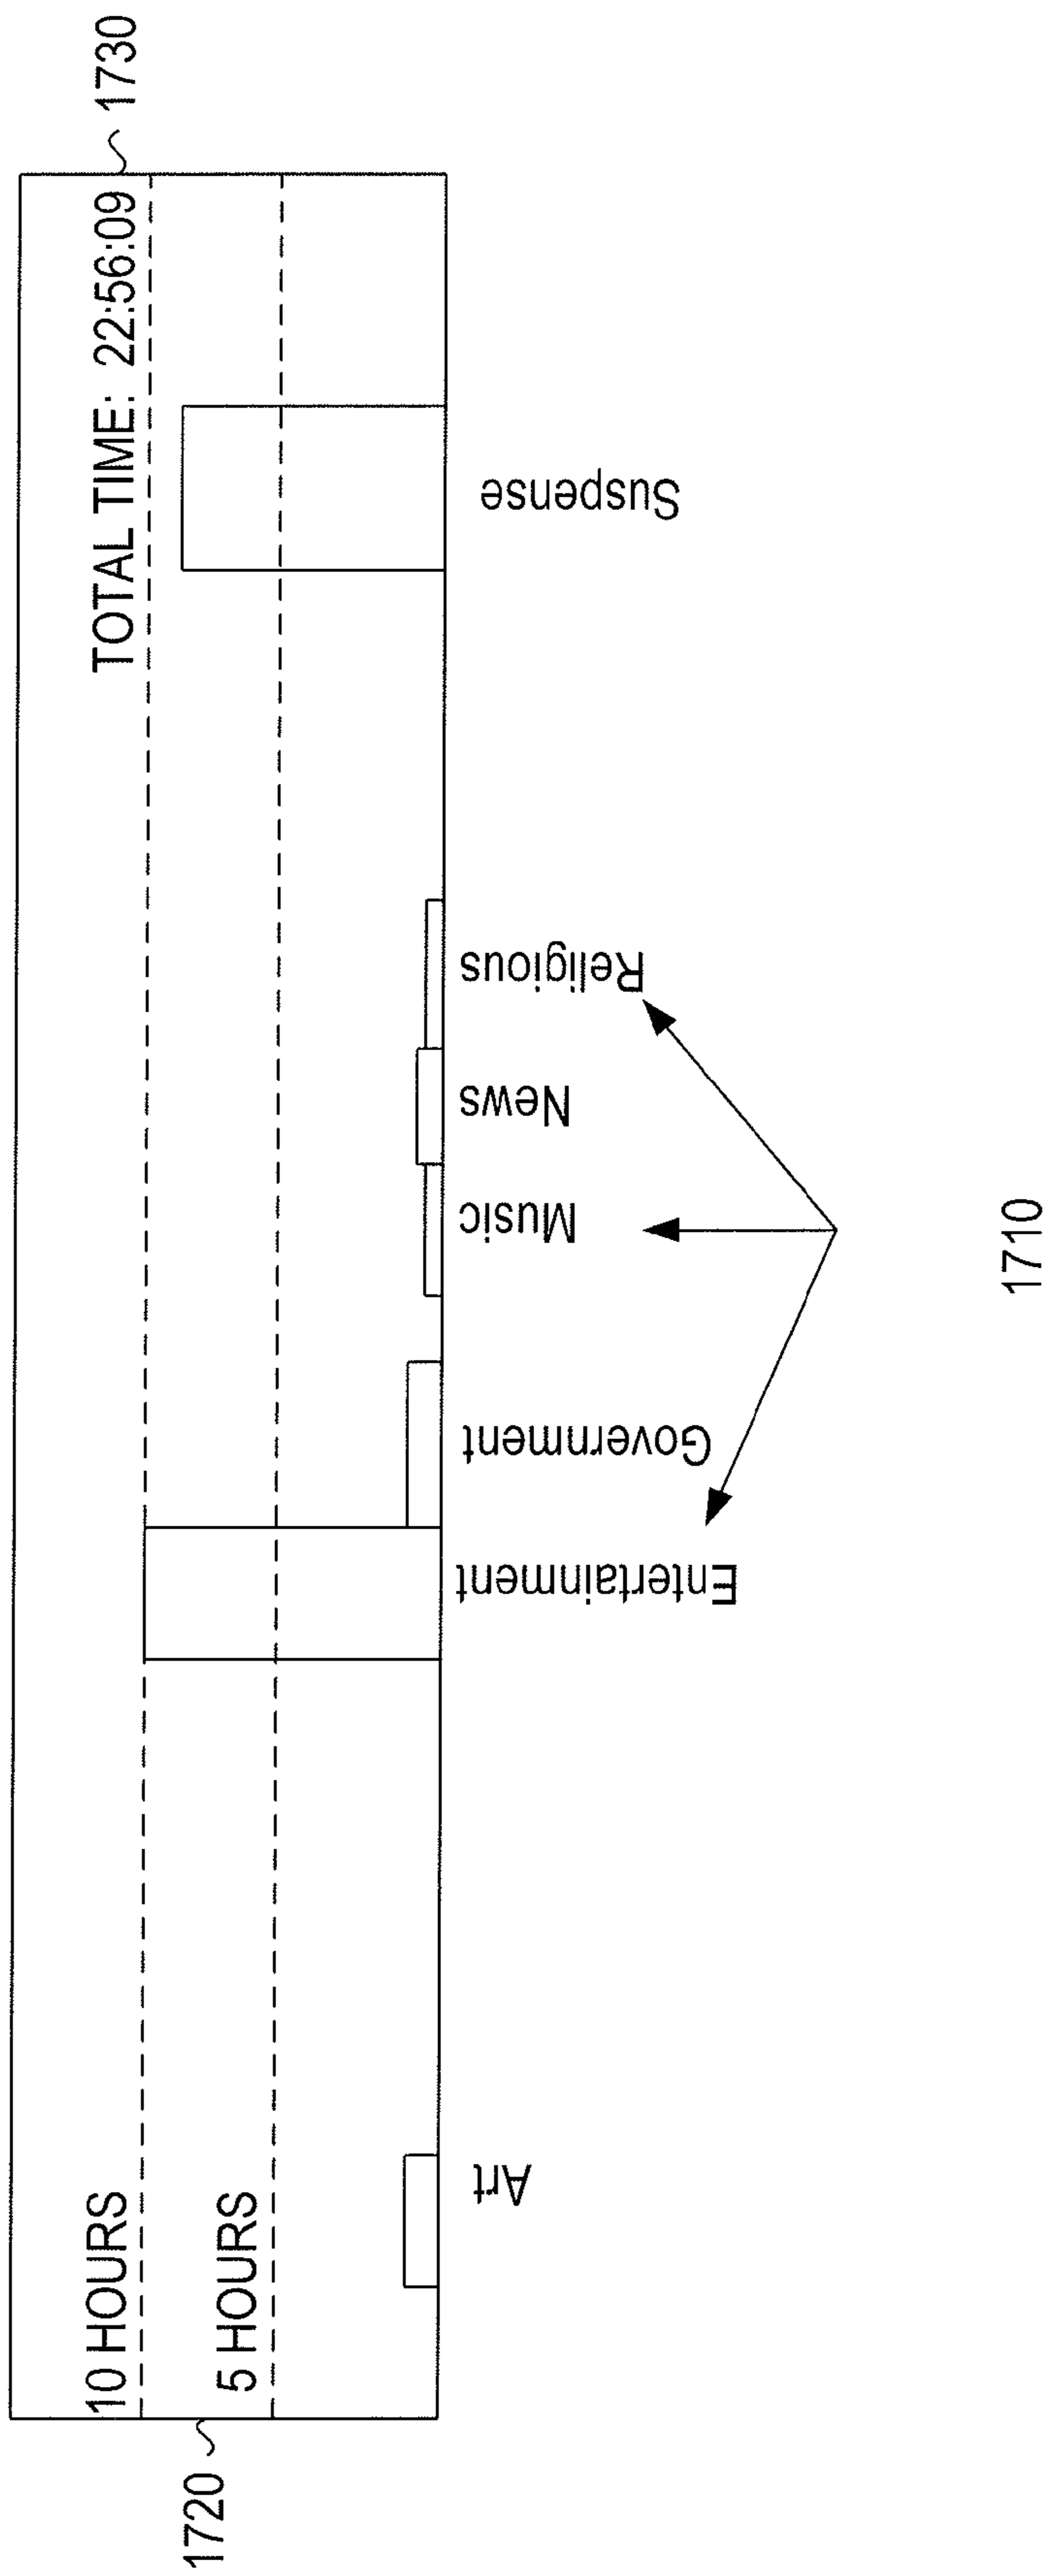 1730
TOTAL TIME: 22:56:09
10 HOURS
5 HOURS
1720
Art
Entertainment
Government
Music
News
Religious
Suspense
1710